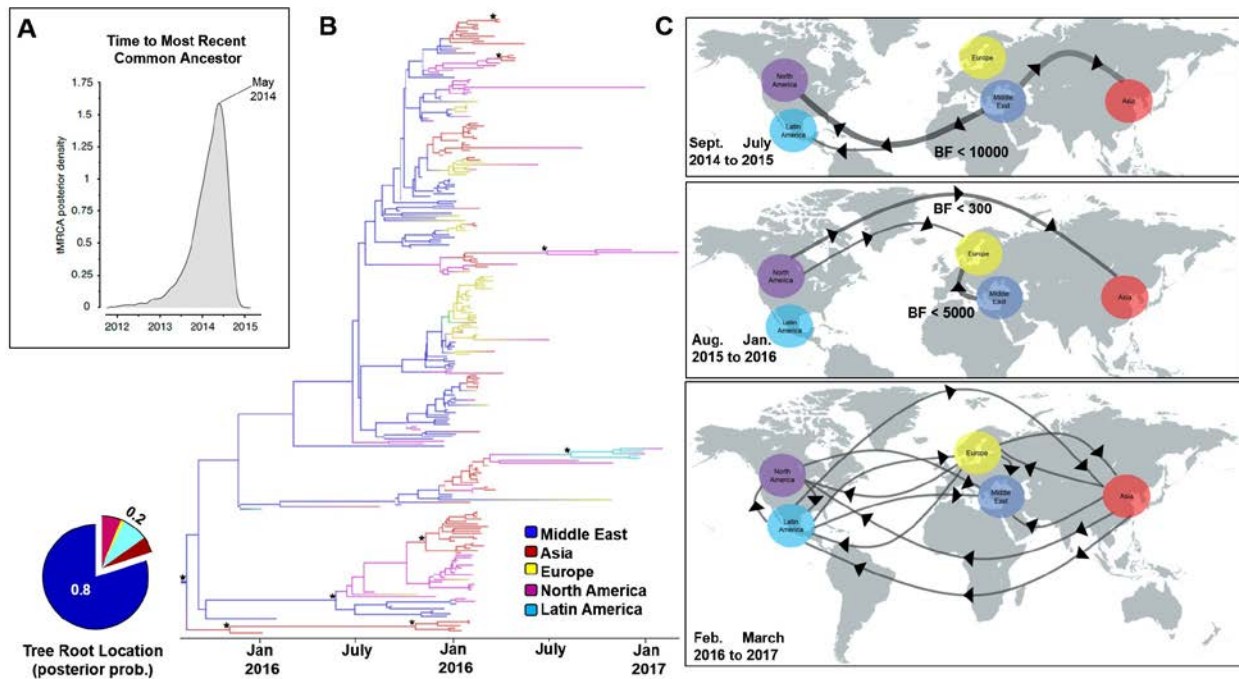 A
Time to Most Recent
Common Ancestor
tMRCA posterior density
1.75
1.5
1.25
1
0.75
0.50
0.25
0
May
2014
2012
2013
2014
2015
0.2
0.8
Tree Root Location
(posterior prob.)
B
Middle East
Asia
Europe
North America
Latin America
Jan
2016
July
Jan
2016
July
Jan
2017
C
North
America
Latin
America
Europe
Middle
East
Asia
BF < 10000
Sept. July
2014 to 2015
BF < 300
North
America
Latin
America
Europe
Middle
East
Asia
BF < 5000
Aug. Jan.
2015 to 2016
North
America
Latin
America
Europe
Middle
East
Asia
Feb. March
2016 to 2017